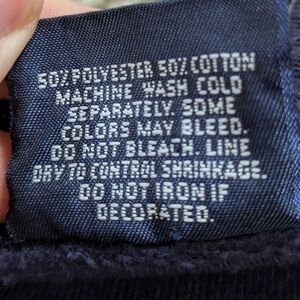 50% POLYESTER 50% COTTON
MACHINE WASH COLD
SEPARATELY. SOME
COLORS MAY BLEED.
DO NOT BLEACH. LINE
DRY TO CONTROL SHRINKAGE.
DO NOT IRON IF
DECORATED.